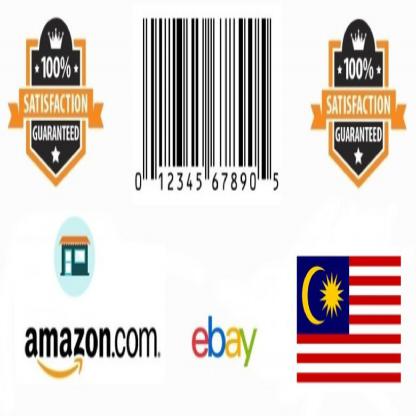 100%
SATISFACTION
GUARANTEED
0 12345 67890 5
100%
SATISFACTION
GUARANTEED
amazon.com.
ebay